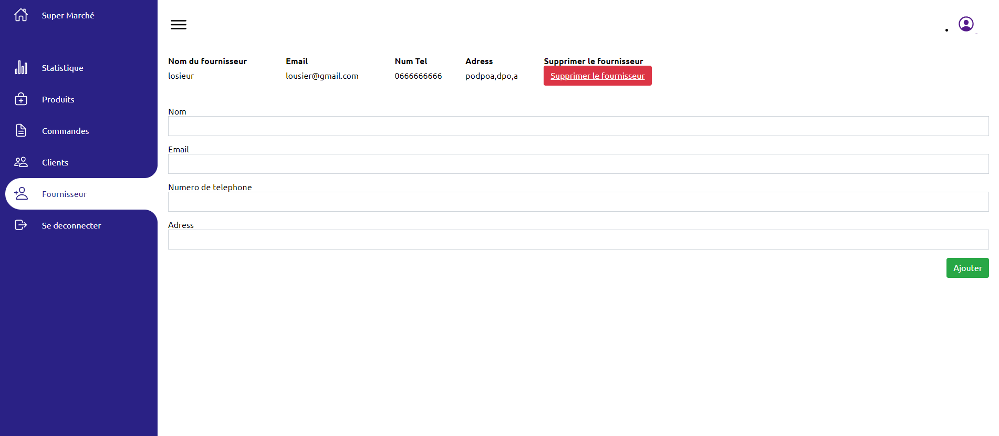 Super Marché
Statistique
Produits
Commandes
Clients
Fournisseur
Se deconnecter
Nom du fournisseur Email Num Tel Adress Supprimer le fournisseur
losieur lousier@gmail.com 0666666666 podpoa,dpo,a Supprimer le fournisseur
Nom
Email
Numero de telephone
Adress
Ajouter